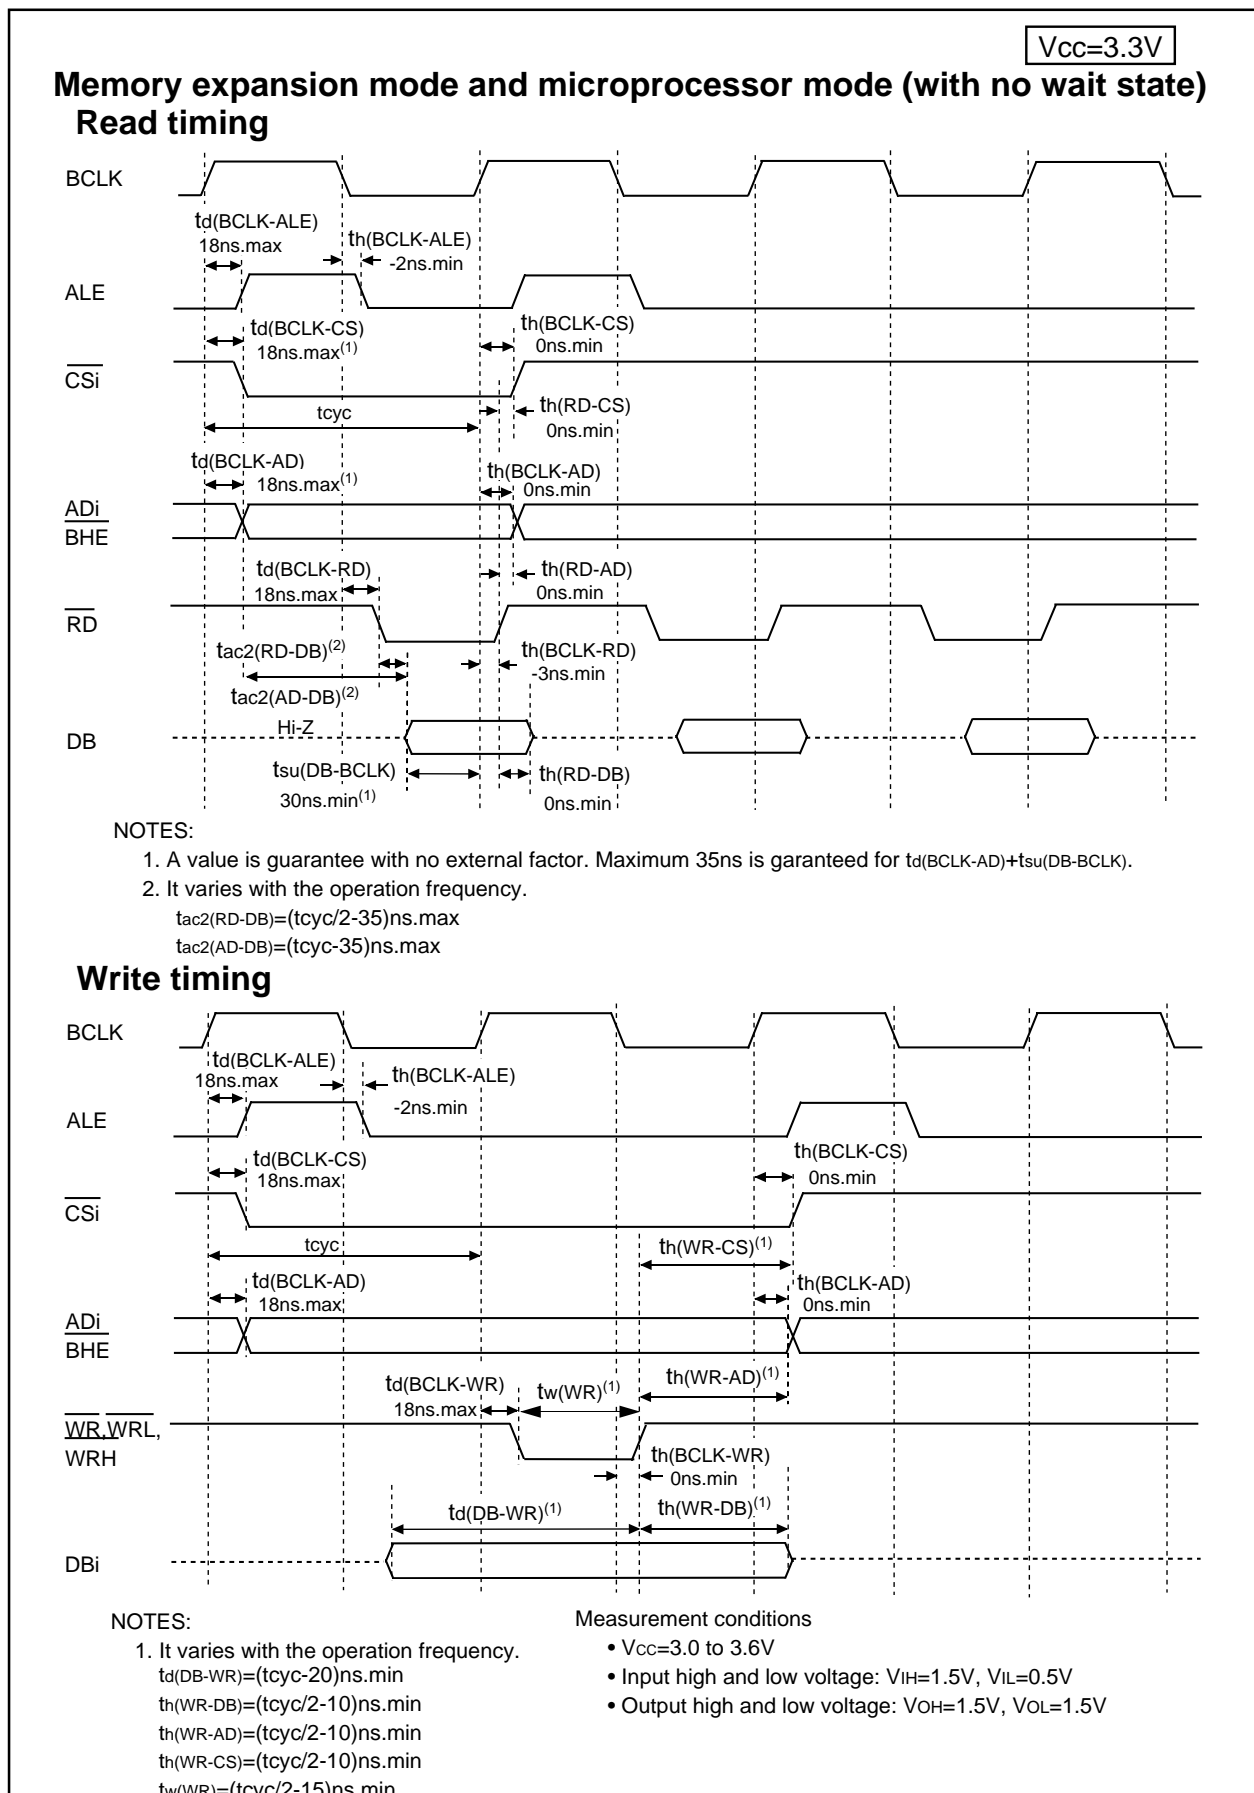 Vcc=3.3V
Memory expansion mode and microprocessor mode (with no wait state)
Read timing
BCLK
td(BCLK-ALE)
18ns.max
th(BCLK-ALE)
-2ns.min
ALE
td(BCLK-CS)
18ns.max(1)
th(BCLK-CS)
0ns.min
CSi
tcyc
th(RD-CS)
0ns.min
td(BCLK-AD)
18ns.max(1)
th(BCLK-AD)
0ns.min
ADi
BHE
td(BCLK-RD)
18ns.max
th(RD-AD)
0ns.min
RD
tac2(RD-DB)(2)
th(BCLK-RD)
-3ns.min
tac2(AD-DB)(2)
Hi-Z
DB
tsu(DB-BCLK)
30ns.min(1)
th(RD-DB)
0ns.min
NOTES:
1. A value is guarantee with no external factor. Maximum 35ns is garanteed for td(BCLK-AD)+tsu(DB-BCLK).
2. It varies with the operation frequency.
tac2(RD-DB)=(tcyc/2-35)ns.max
tac2(AD-DB)=(tcyc-35)ns.max
Write timing
BCLK
td(BCLK-ALE)
18ns.max
th(BCLK-ALE)
-2ns.min
ALE
td(BCLK-CS)
18ns.max
th(BCLK-CS)
0ns.min
CSi
tcyc
th(WR-CS)(1)
td(BCLK-AD)
18ns.max
th(BCLK-AD)
0ns.min
ADi
BHE
td(BCLK-WR)
18ns.max
tw(WR)(1)
th(WR-AD)(1)
WR,WRL,
WRH
th(BCLK-WR)
0ns.min
td(DB-WR)(1)
th(WR-DB)(1)
DBi
NOTES:
1. It varies with the operation frequency.
td(DB-WR)=(tcyc-20)ns.min
th(WR-DB)=(tcyc/2-10)ns.min
th(WR-AD)=(tcyc/2-10)ns.min
th(WR-CS)=(tcyc/2-10)ns.min
tw(WR)=(tcyc/2-15)ns.min
Measurement conditions
• VCC=3.0 to 3.6V
• Input high and low voltage: VIH=1.5V, VIL=0.5V
• Output high and low voltage: VOH=1.5V, VOL=1.5V